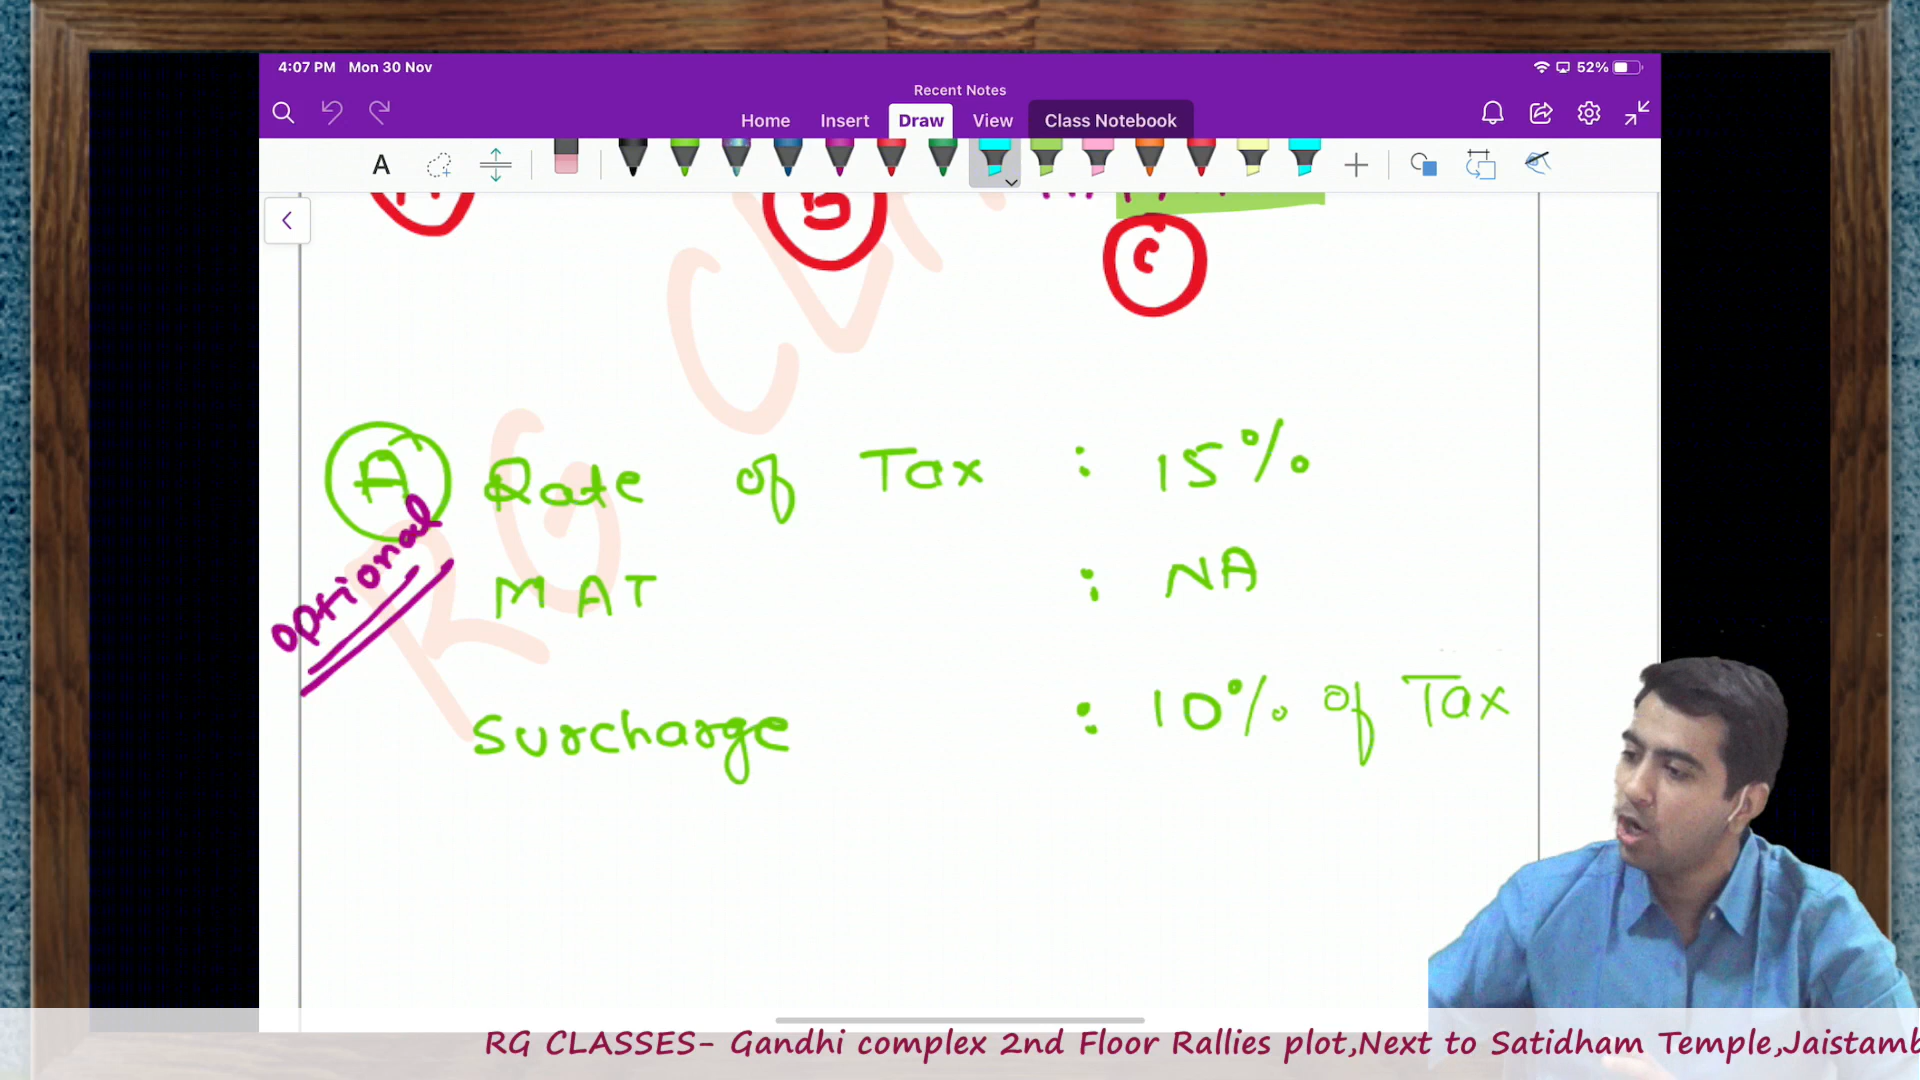 4:07 PM Mon 30 Nov
52%
Recent Notes
Home Insert Draw View Class Notebook
A
B
C
RG
A Rate of Tax : 15%
optional
MAT : NA
Surcharge : 10% of Tax
RG CLASSES- Gandhi complex 2nd Floor Rallies plot,Next to Satidham Temple,Jaistamb